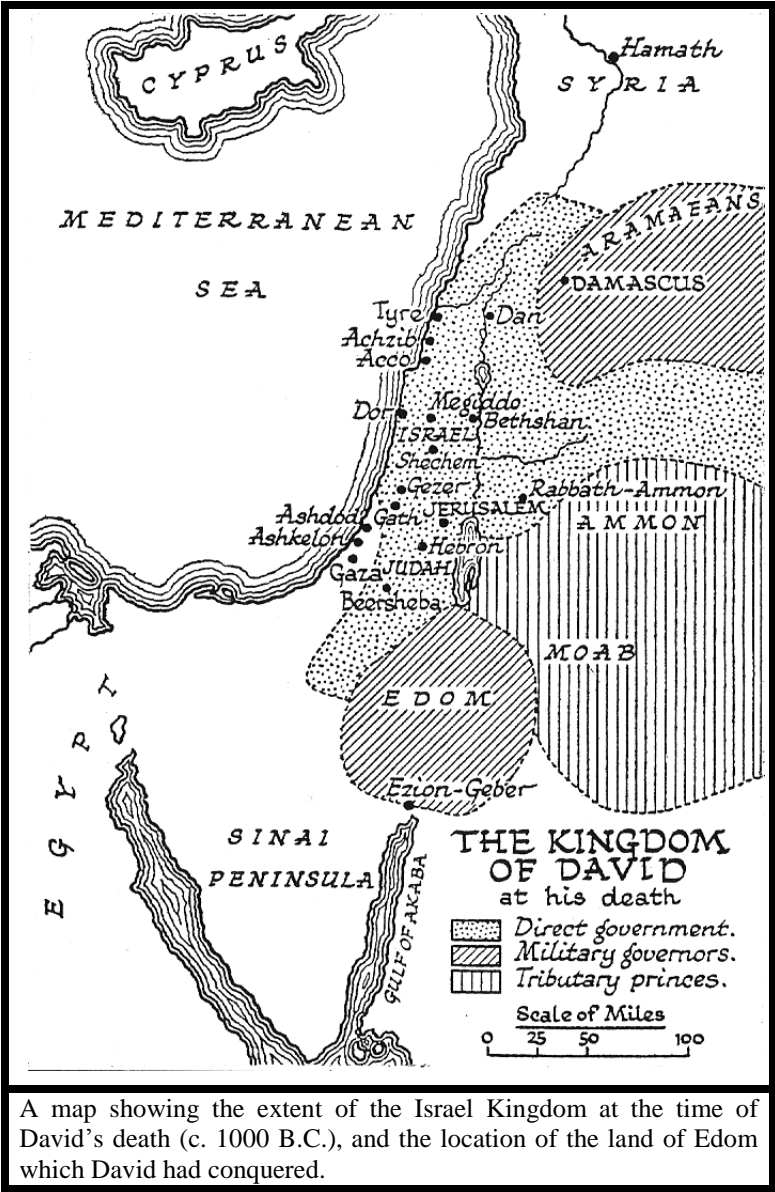 Hamath
CYPRUS
SYRIA
MEDITERRANEAN
SEA
ARAMAEANS
DAMASCUS
Tyre
Dan
Achzib
Acco
Dor
Megiddo
Bethshan
ISRAEL
Shechem
Gezer
Rabbath-Ammon
Ashdod
Gath
JERUSALEM
AMMON
Ashkelon
Hebron
Gaza
JUDAH
Beersheba
MOAB
EDOM
EGYPT
Ezion-Geber
SINAI
PENINSULA
GULF OF AKABA
THE KINGDOM
OF DAVID
at his death
Direct government.
Military governors.
Tributary princes.
Scale of Miles
0 25 50 100
A map showing the extent of the Israel Kingdom at the time of
David's death (c. 1000 B.C.), and the location of the land of Edom
which David had conquered.